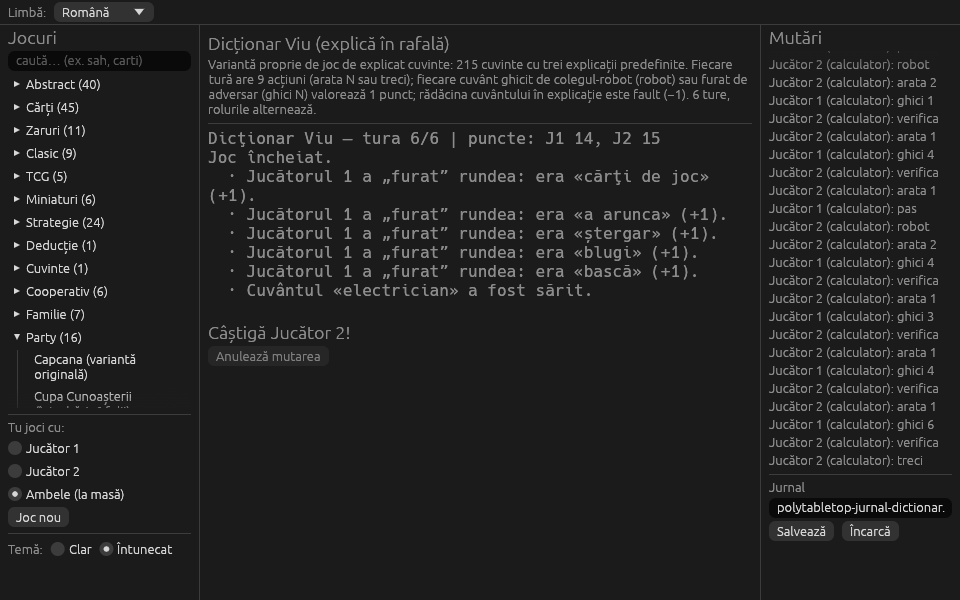 Limbă: Română
Jocuri
caută... (ex. sah, carti)
Abstract (40)
Cărți (45)
Zaruri (11)
Clasic (9)
TCG (5)
Miniaturi (6)
Strategie (24)
Deducție (1)
Cuvinte (1)
Cooperativ (6)
Familie (7)
Party (16)
Capcana (variantă
originală)
Cupa Cunoașterii
Tu joci cu:
Jucător 1
Jucător 2
Ambele (la masă)
Joc nou
Temă: Clar Întunecat
Dicționar Viu (explică în rafală)
Variantă proprie de joc de explicat cuvinte: 215 cuvinte cu trei explicații predefinite. Fiecare
tură are 9 acțiuni (arata N sau treci); fiecare cuvânt ghicit de colegul-robot (robot) sau furat de
adversar (ghici N) valorează 1 punct; rădăcina cuvântului în explicație este fault (−1). 6 ture,
rolurile alternează.
Dicționar Viu — tura 6/6 | puncte: J1 14, J2 15
Joc încheiat.
· Jucătorul 1 a „furat” rundea: era «cărți de joc»
(+1).
· Jucătorul 1 a „furat” rundea: era «a arunca» (+1).
· Jucătorul 1 a „furat” rundea: era «ștergar» (+1).
· Jucătorul 1 a „furat” rundea: era «blugi» (+1).
· Jucătorul 1 a „furat” rundea: era «bască» (+1).
· Cuvântul «electrician» a fost sărit.
Câștigă Jucător 2!
Anulează mutarea
Mutări
Jucător 2 (calculator): robot
Jucător 2 (calculator): arata 2
Jucător 1 (calculator): ghici 1
Jucător 2 (calculator): verifica
Jucător 2 (calculator): arata 1
Jucător 1 (calculator): ghici 4
Jucător 2 (calculator): verifica
Jucător 2 (calculator): arata 1
Jucător 1 (calculator): pas
Jucător 2 (calculator): robot
Jucător 2 (calculator): arata 2
Jucător 1 (calculator): ghici 4
Jucător 2 (calculator): verifica
Jucător 2 (calculator): arata 1
Jucător 1 (calculator): ghici 3
Jucător 2 (calculator): verifica
Jucător 2 (calculator): arata 1
Jucător 1 (calculator): ghici 4
Jucător 2 (calculator): verifica
Jucător 2 (calculator): arata 1
Jucător 1 (calculator): ghici 6
Jucător 2 (calculator): verifica
Jucător 2 (calculator): treci
Jurnal
polytabletop-jurnal-dictionar.
Salvează Încarcă